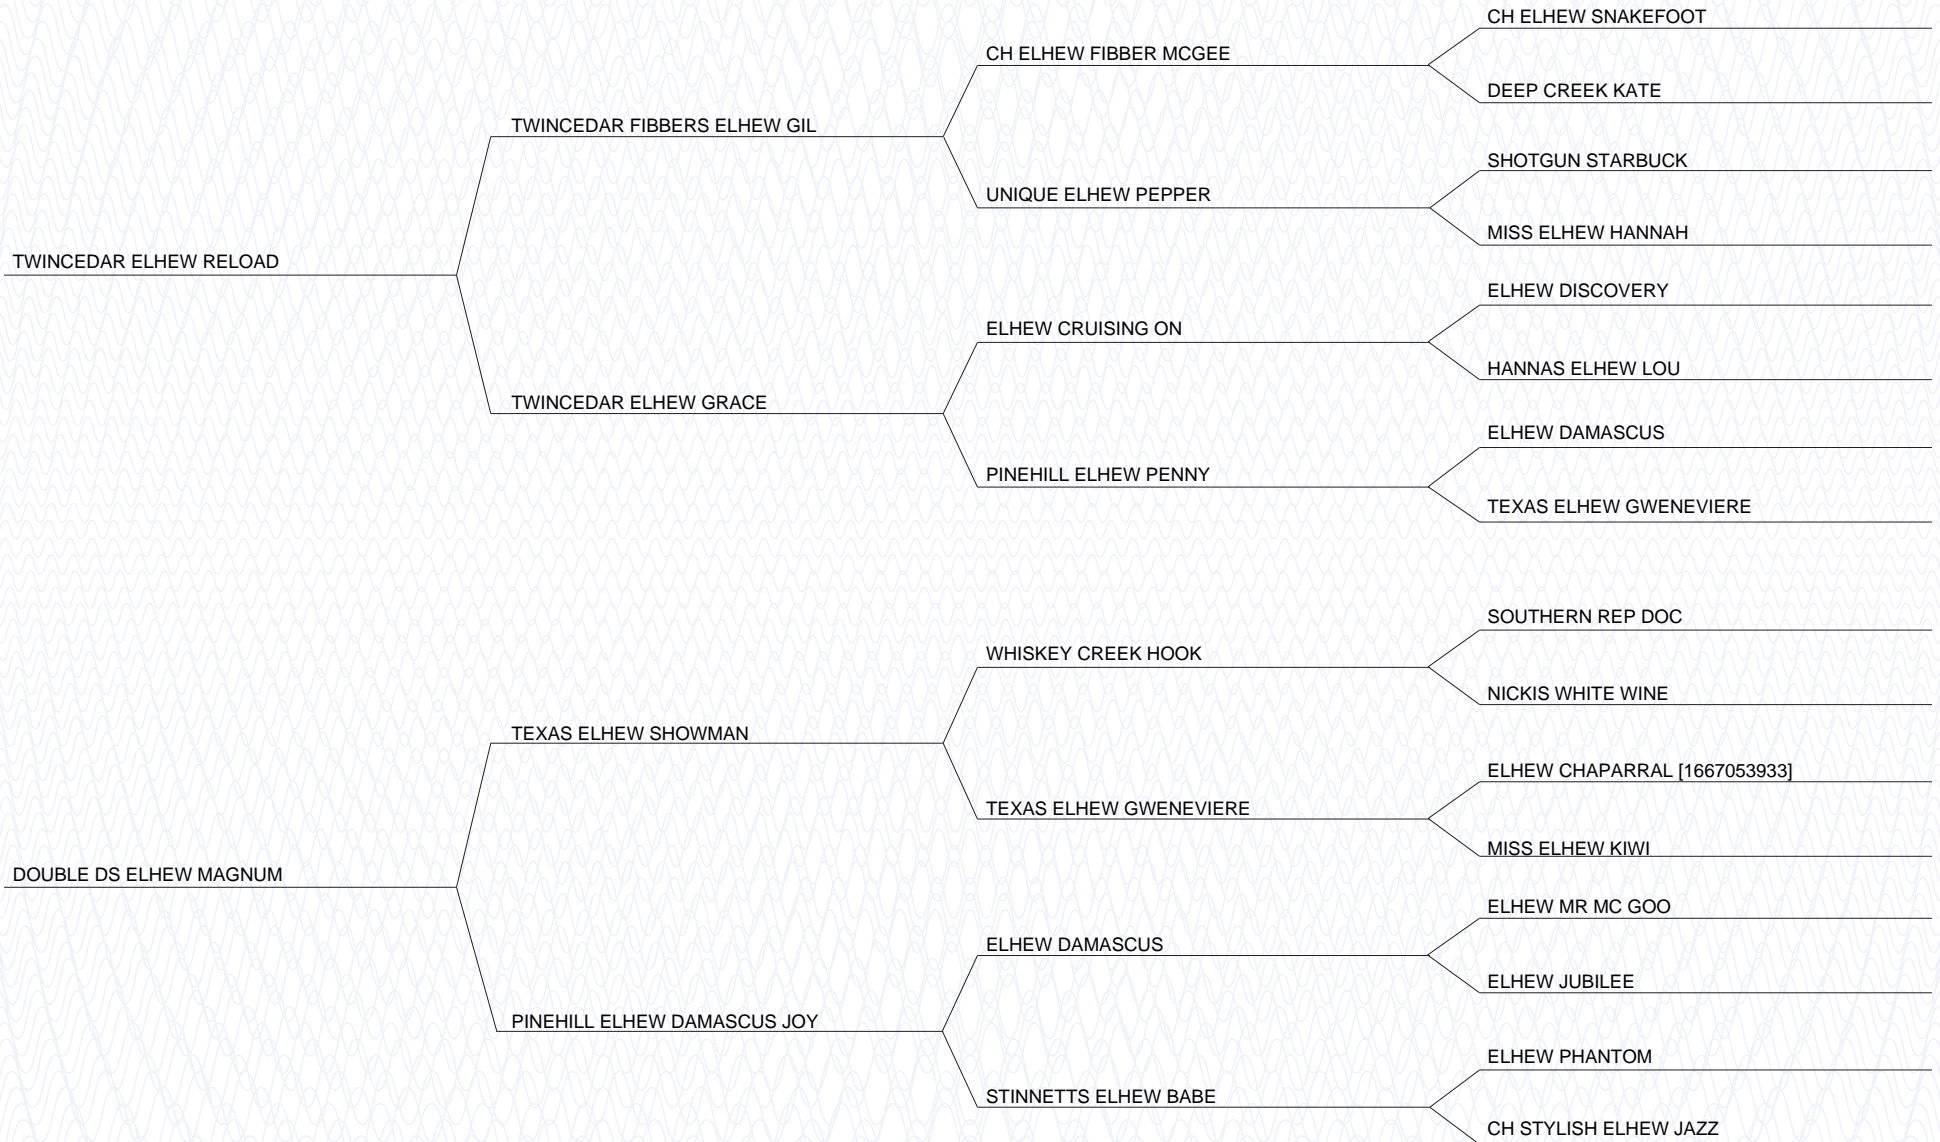 CH ELHEW SNAKEFOOT
CH ELHEW FIBBER MCGEE
DEEP CREEK KATE
TWINCEDAR FIBBERS ELHEW GIL
SHOTGUN STARBUCK
UNIQUE ELHEW PEPPER
MISS ELHEW HANNAH
TWINCEDAR ELHEW RELOAD
ELHEW DISCOVERY
ELHEW CRUISING ON
HANNAS ELHEW LOU
TWINCEDAR ELHEW GRACE
ELHEW DAMASCUS
PINEHILL ELHEW PENNY
TEXAS ELHEW GWENEVIERE
SOUTHERN REP DOC
WHISKEY CREEK HOOK
NICKIS WHITE WINE
TEXAS ELHEW SHOWMAN
ELHEW CHAPARRAL [1667053933]
TEXAS ELHEW GWENEVIERE
MISS ELHEW KIWI
DOUBLE DS ELHEW MAGNUM
ELHEW MR MC GOO
ELHEW DAMASCUS
ELHEW JUBILEE
PINEHILL ELHEW DAMASCUS JOY
ELHEW PHANTOM
STINNETTS ELHEW BABE
CH STYLISH ELHEW JAZZ